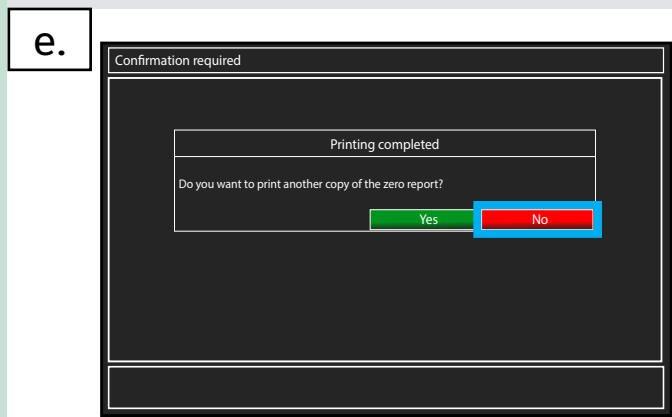 e.
Confirmation required
Printing completed
Do you want to print another copy of the zero report?
Yes No